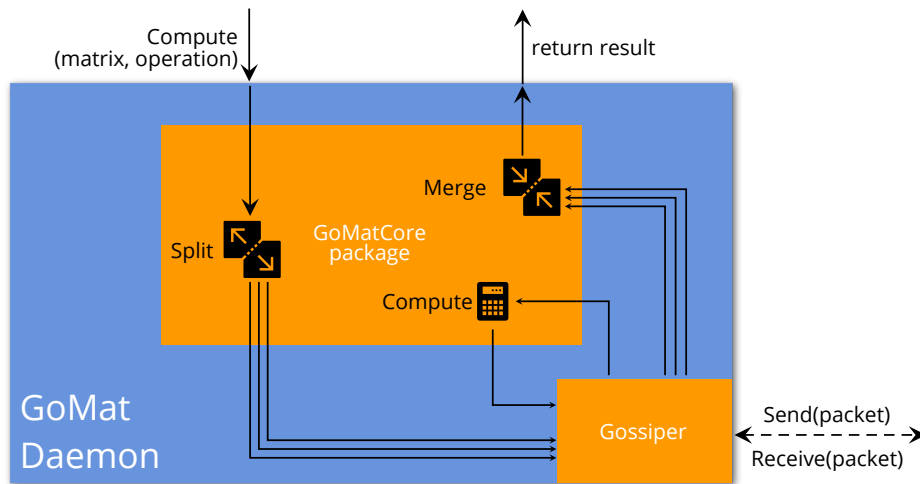 Compute
(matrix, operation)
return result
Merge
Split
GoMatCore
package
Compute
GoMat
Daemon
Gossiper
Send(packet)
Receive(packet)